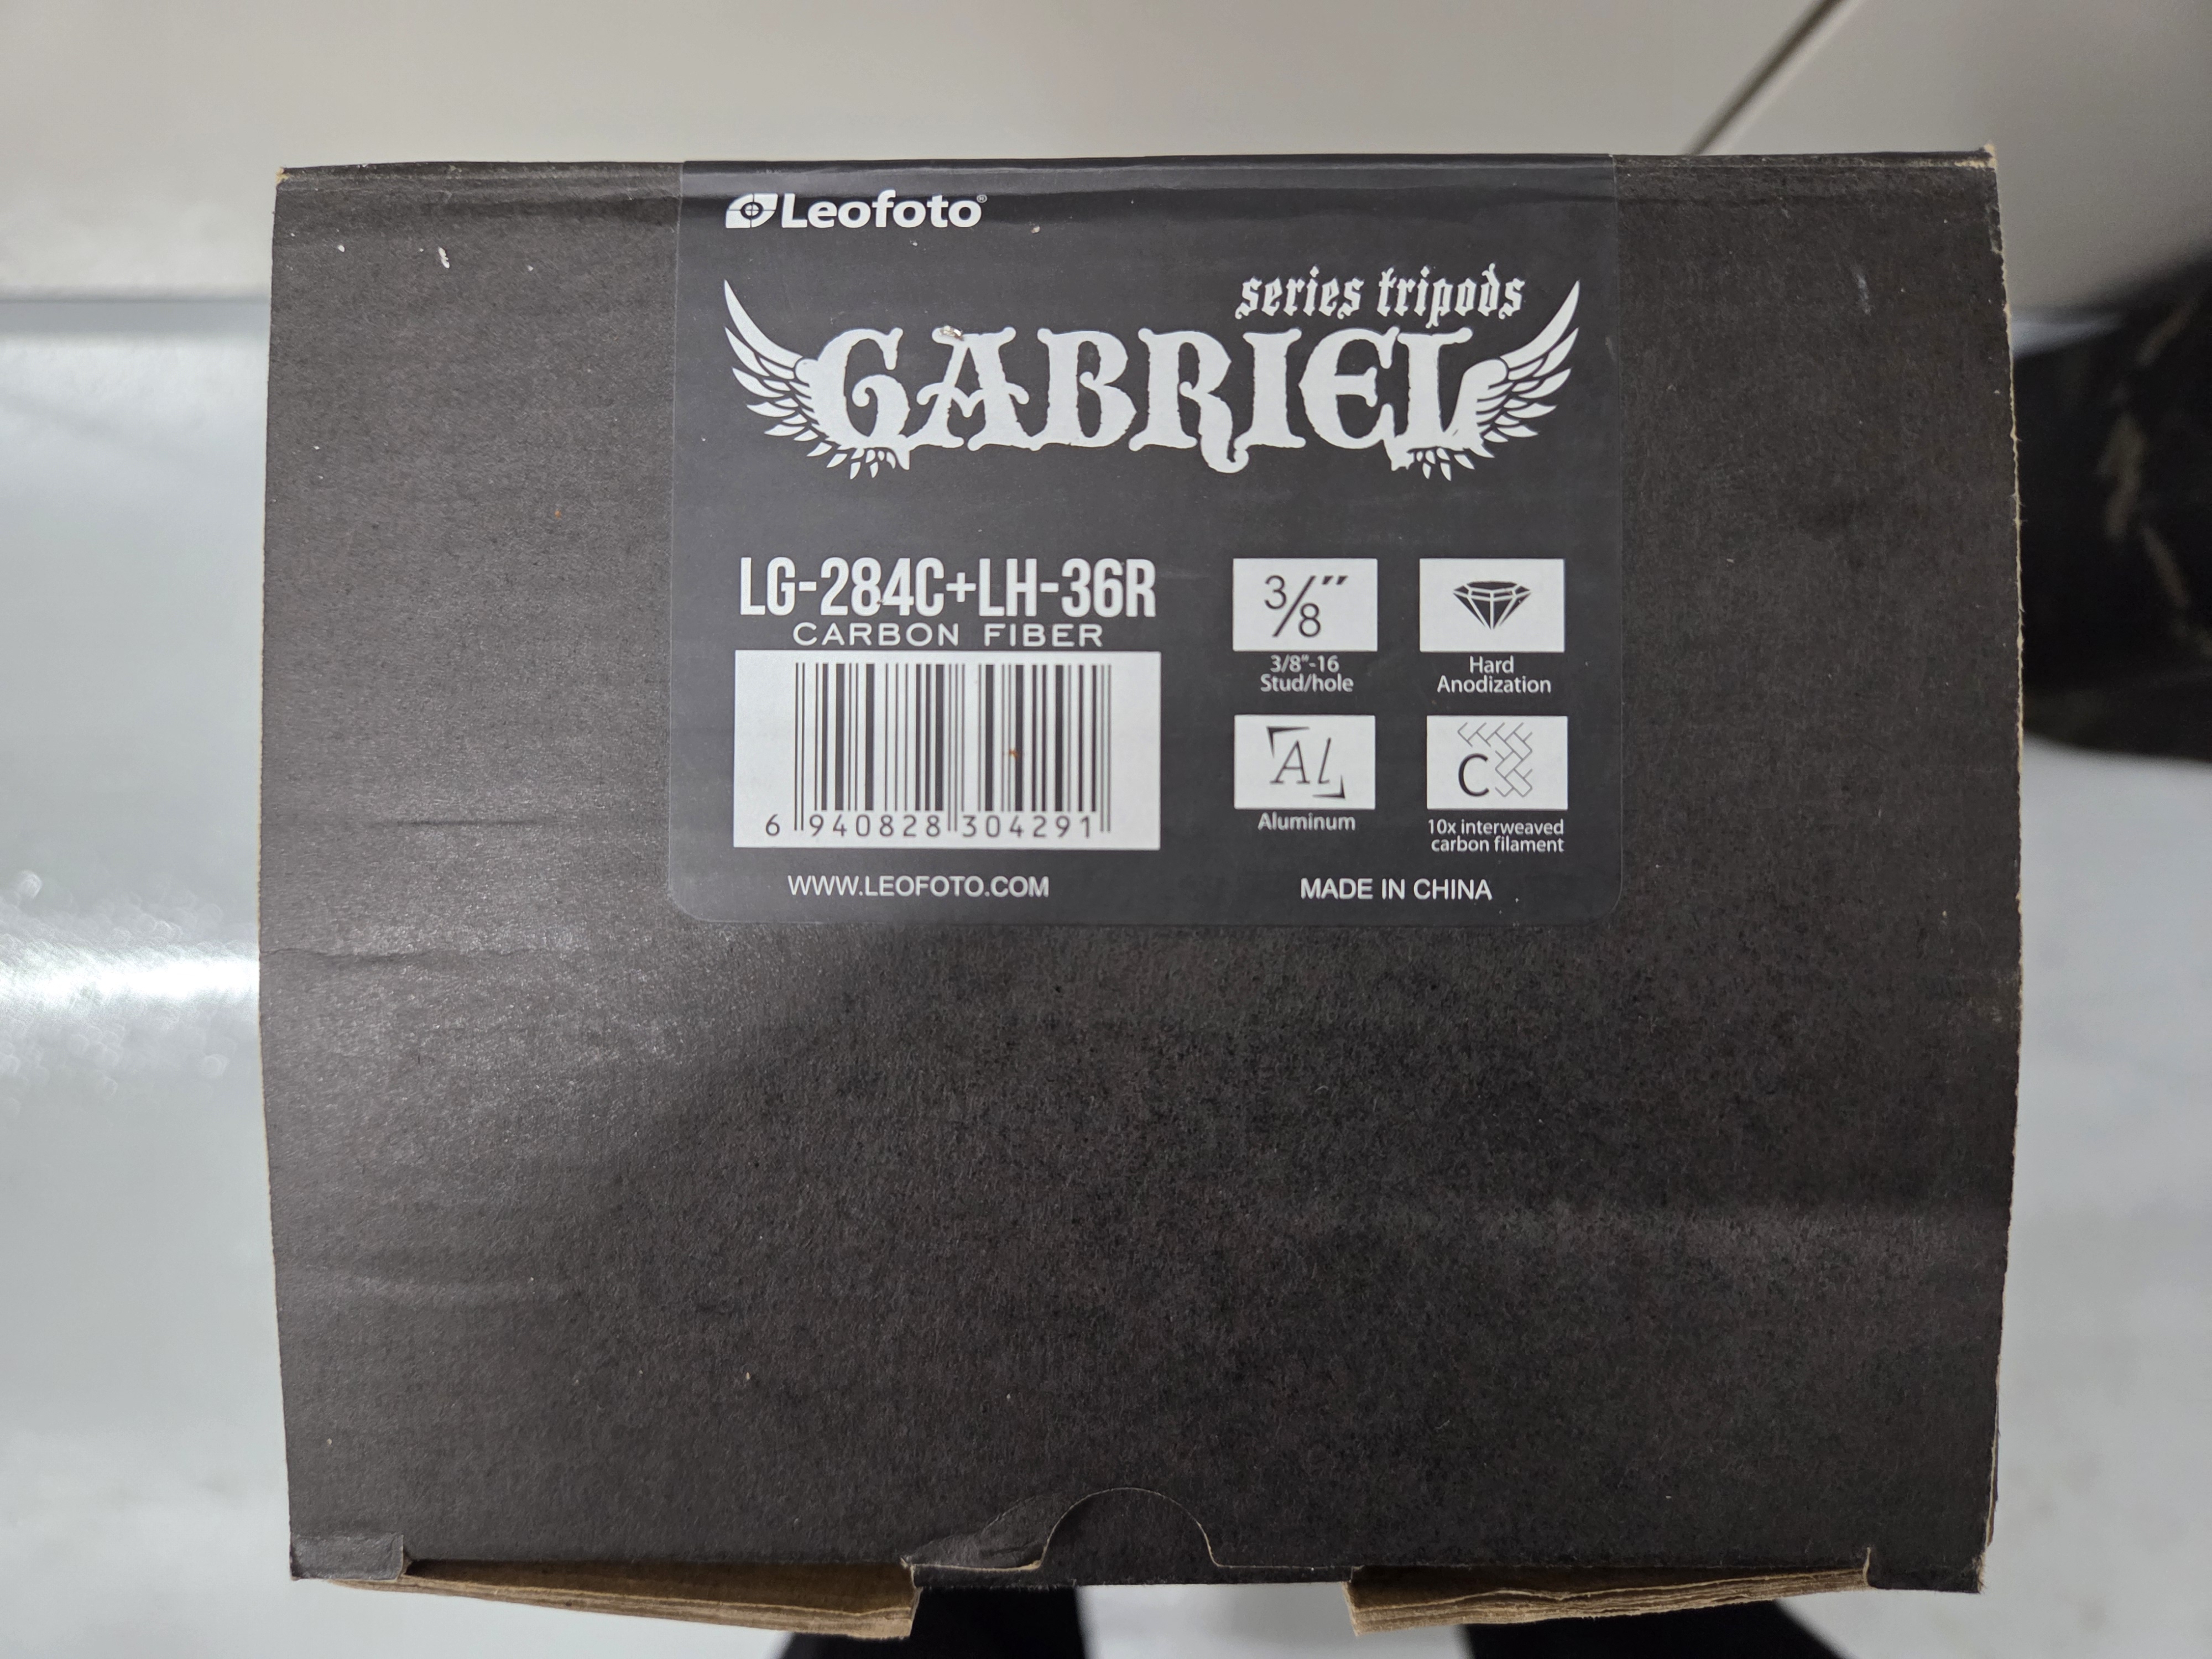 Leofoto®
series tripods
GABRIEL
LG-284C+LH-36R
CARBON FIBER
3/8"
3/8"-16
Stud/hole
Hard
Anodization
Al
Aluminum
C
10x interweaved
carbon filament
6 940828 304291
WWW.LEOFOTO.COM
MADE IN CHINA